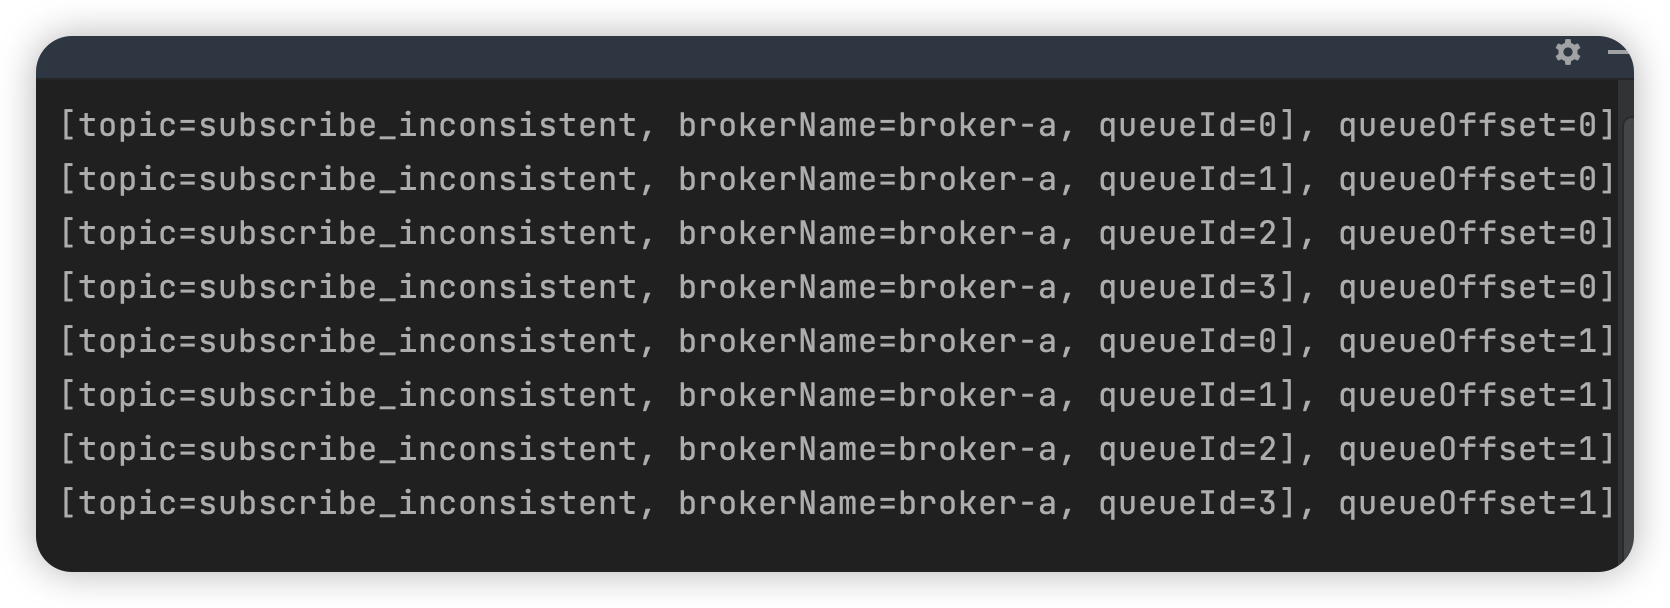 [topic=subscribe_inconsistent, brokerName=broker-a, queueId=0], queueOffset=0]
[topic=subscribe_inconsistent, brokerName=broker-a, queueId=1], queueOffset=0]
[topic=subscribe_inconsistent, brokerName=broker-a, queueId=2], queueOffset=0]
[topic=subscribe_inconsistent, brokerName=broker-a, queueId=3], queueOffset=0]
[topic=subscribe_inconsistent, brokerName=broker-a, queueId=0], queueOffset=1]
[topic=subscribe_inconsistent, brokerName=broker-a, queueId=1], queueOffset=1]
[topic=subscribe_inconsistent, brokerName=broker-a, queueId=2], queueOffset=1]
[topic=subscribe_inconsistent, brokerName=broker-a, queueId=3], queueOffset=1]